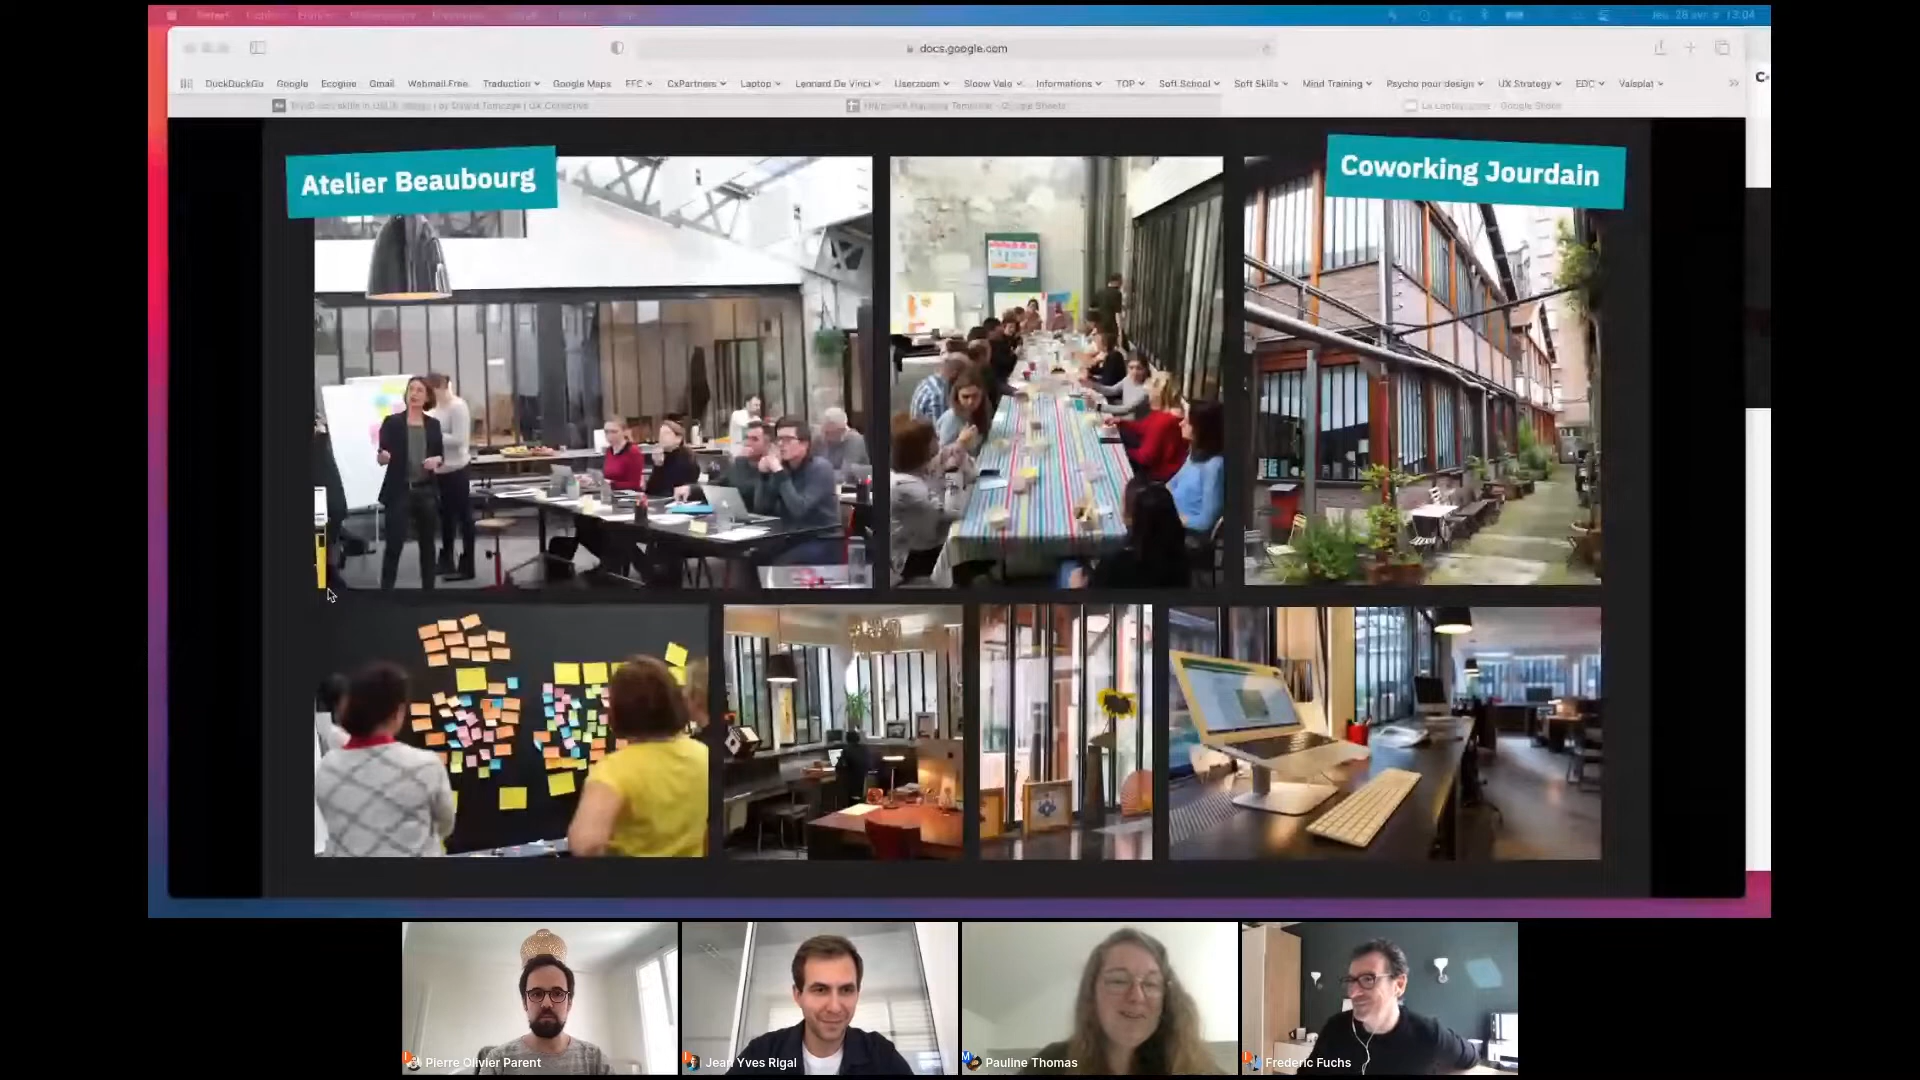 docs.google.com
DuckDuckGo Google Ecogine Gmail Webmail Free Traduction Google Maps FFC CxPartners Laptop Leonard De Vinci Userzoom Sloow Velo Informations TOP Soft School Soft Skills Mind Training Psycho pour design UX Strategy EDC Valsplat
Atelier Beaubourg
Coworking Jourdain
Pierre Olivier Parent
Jean Yves Rigal
Pauline Thomas
Frederic Fuchs